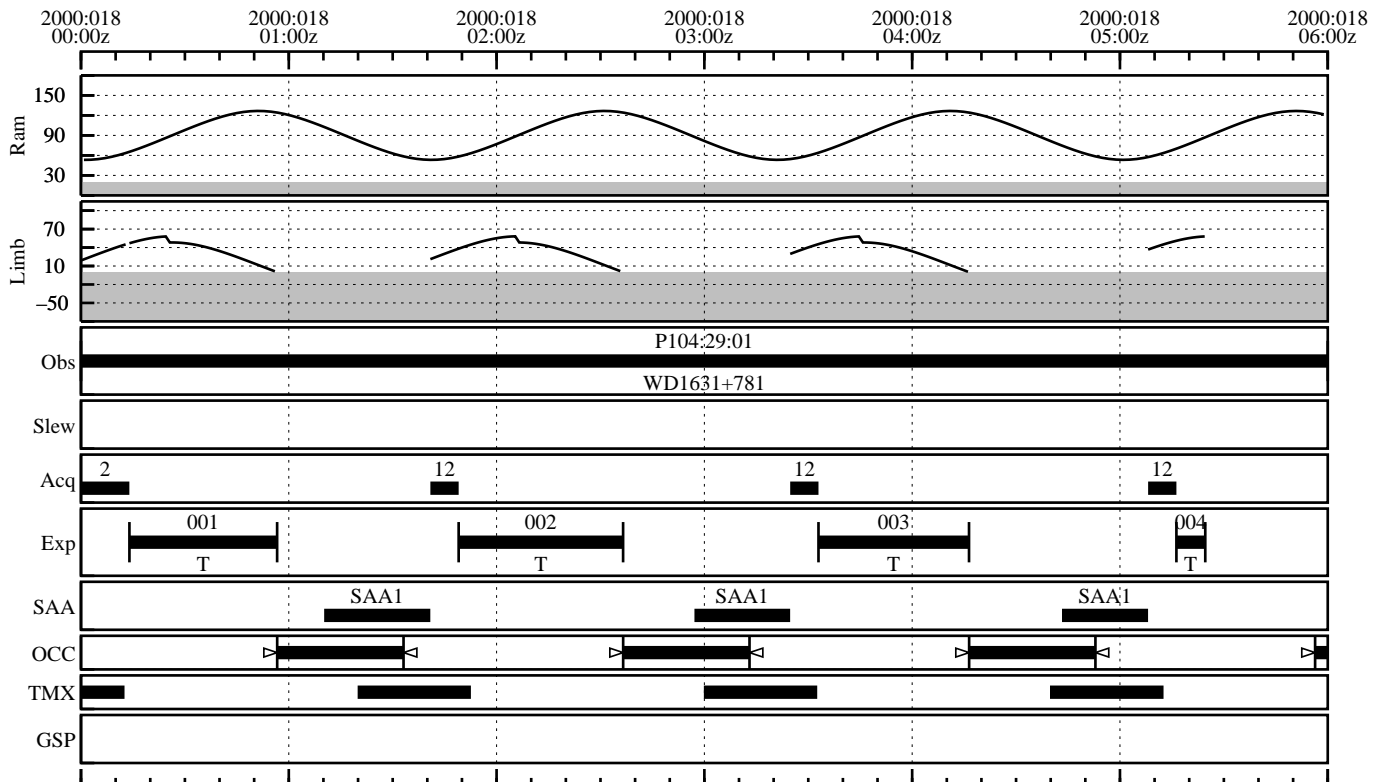 2000:018 2000:018 2000:018 2000:018 2000:018 2000:018 2000:018
00:00z 01:00z 02:00z 03:00z 04:00z 05:00z 06:00z
Ram
150
90
30
Limb
70
10
−50
Obs
P104:29:01
WD1631+781
Slew
Acq
2 12 12 12
Exp
001 002 003 004
T T T T
SAA
SAA1 SAA1 SAA1
OCC
TMX
GSP